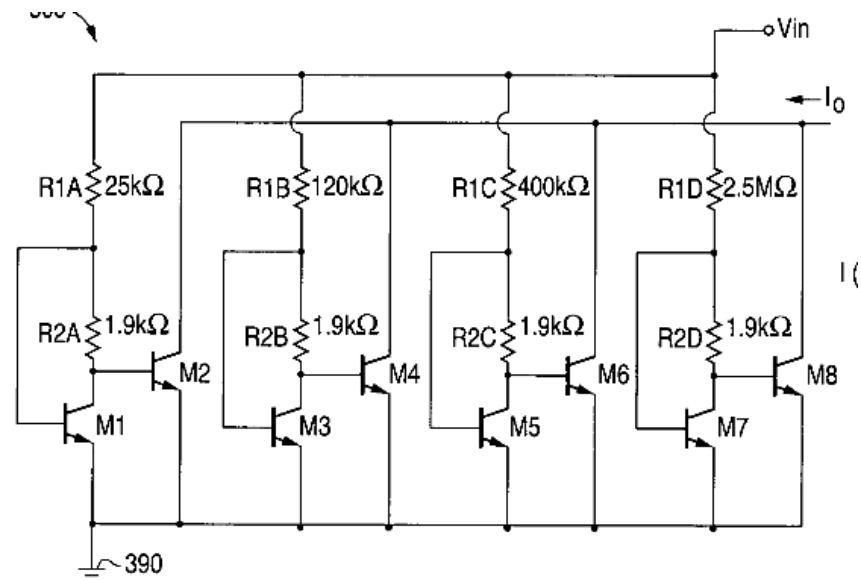 Vin
I₀
R1A 25kΩ R1B 120kΩ R1C 400kΩ R1D 2.5MΩ
I(
R2A 1.9kΩ R2B 1.9kΩ R2C 1.9kΩ R2D 1.9kΩ
M2 M4 M6 M8
M1 M3 M5 M7
390